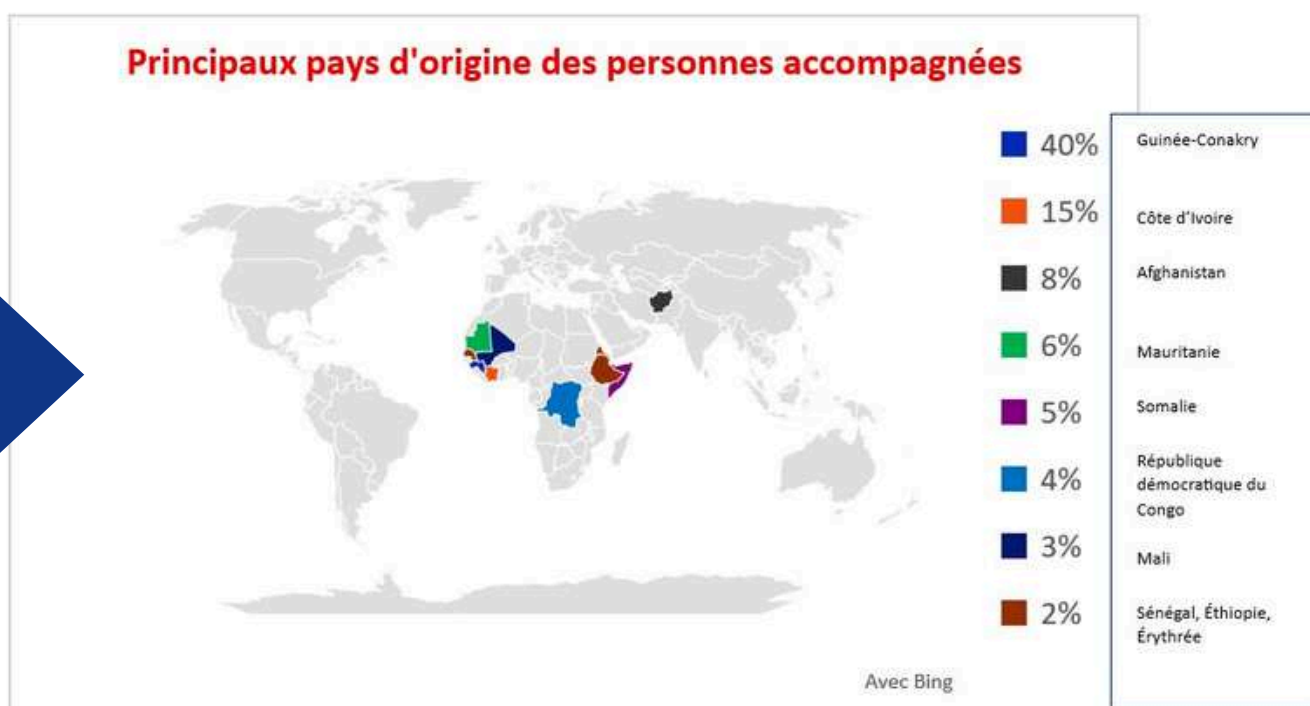 Principaux pays d'origine des personnes accompagnées
40% Guinée-Conakry
15% Côte d'Ivoire
8% Afghanistan
6% Mauritanie
5% Somalie
4% République
démocratique du
Congo
3% Mali
2% Sénégal, Éthiopie,
Érythrée
Avec Bing